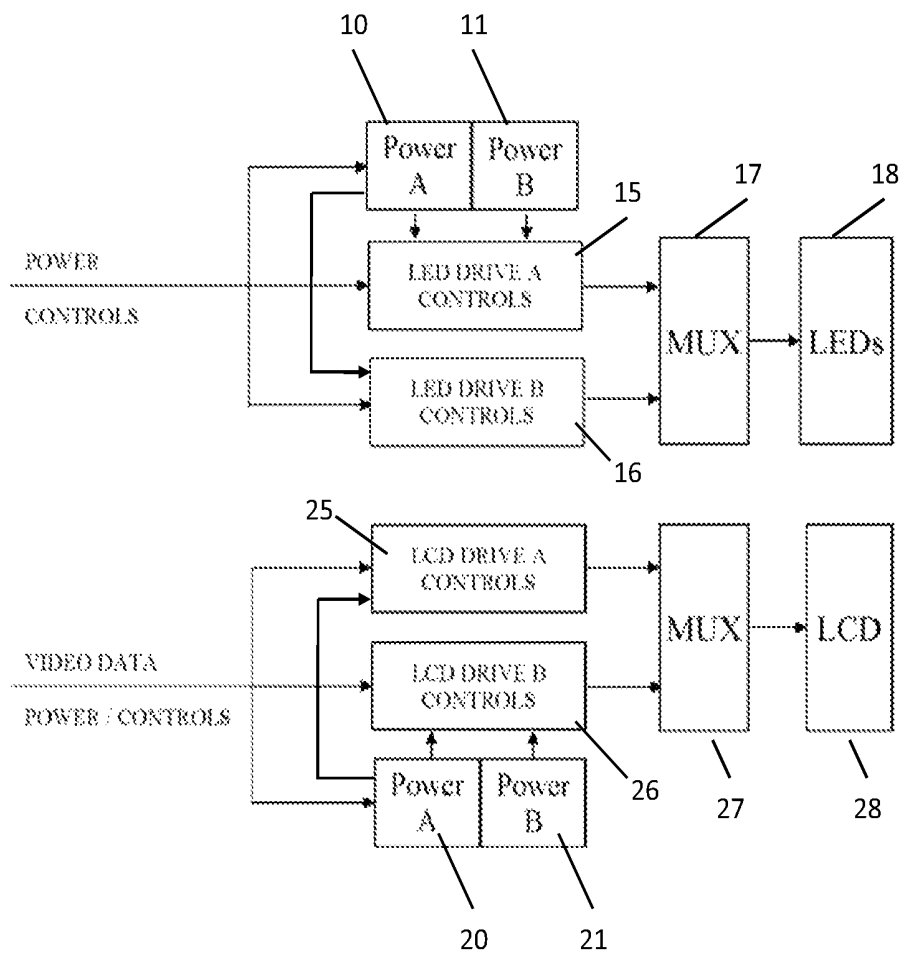 10
11
Power
A
Power
B
15
17
18
POWER
CONTROLS
LED DRIVE A
CONTROLS
MUX
LEDs
LED DRIVE B
CONTROLS
16
25
LCD DRIVE A
CONTROLS
MUX
LCD
VIDEO DATA
POWER / CONTROLS
LCD DRIVE B
CONTROLS
Power
A
Power
B
26
27
28
20
21